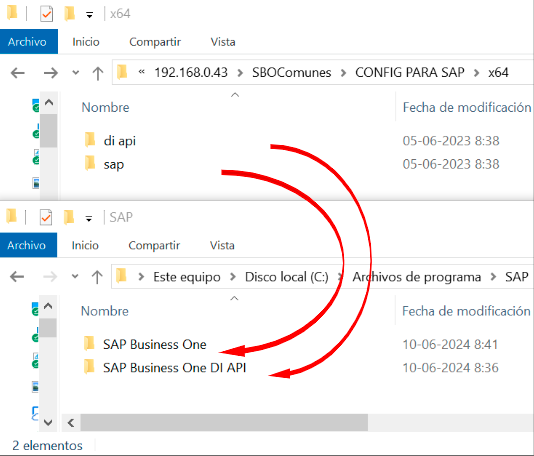 x64
Archivo Inicio Compartir Vista
« 192.168.0.43 > SBOComunes > CONFIG PARA SAP > x64
Nombre Fecha de modificación
di api 05-06-2023 8:38
sap 05-06-2023 8:38
SAP
Archivo Inicio Compartir Vista
> Este equipo > Disco local (C:) > Archivos de programa > SAP
Nombre Fecha de modificación
SAP Business One 10-06-2024 8:41
SAP Business One DI API 10-06-2024 8:36
2 elementos